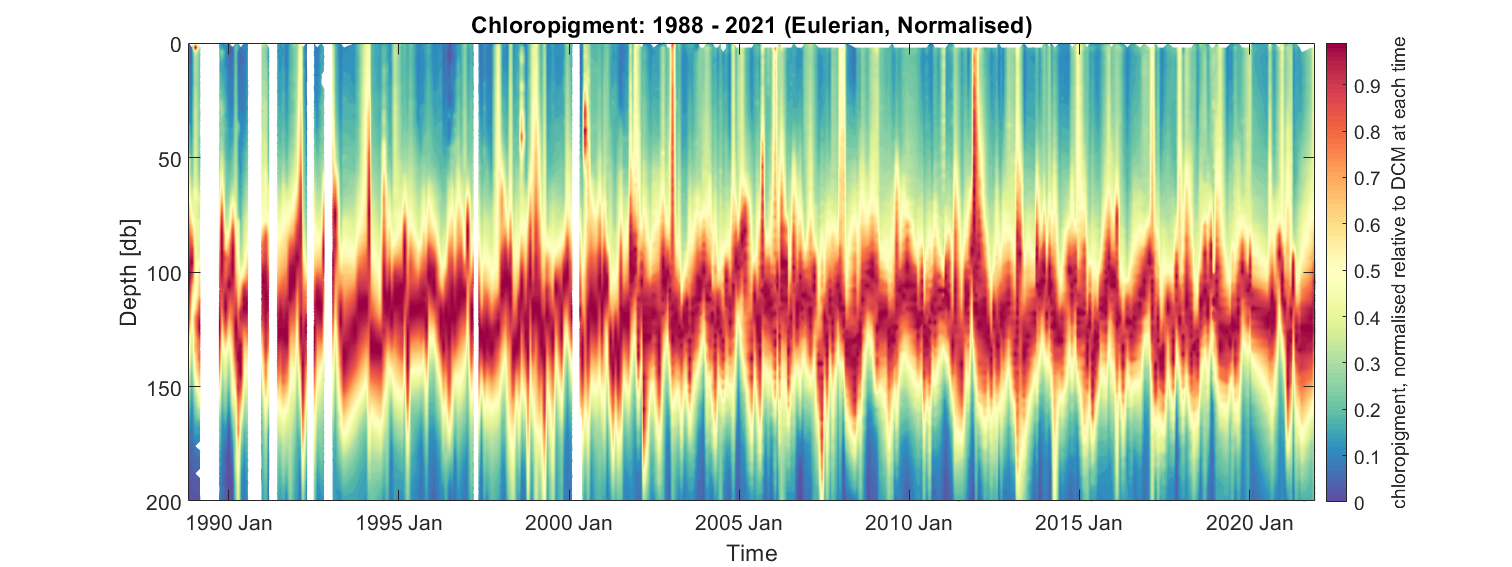 Chloropigment: 1988 - 2021 (Eulerian, Normalised)
0
50
100
150
200
Depth [db]
1990 Jan
1995 Jan
2000 Jan
2005 Jan
2010 Jan
2015 Jan
2020 Jan
Time
0.9
0.8
0.7
0.6
0.5
0.4
0.3
0.2
0.1
0
chloropigment, normalised relative to DCM at each time